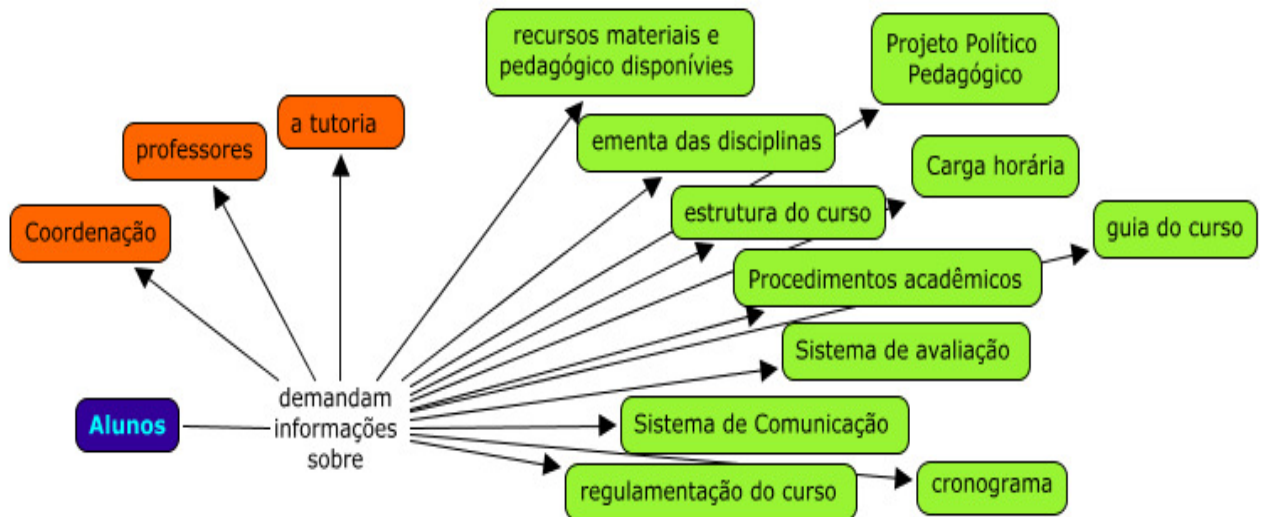 recursos materiais e
pedagógico disponívies
Projeto Político
Pedagógico
a tutoria
professores
ementa das disciplinas
Carga horária
Coordenação
estrutura do curso
guia do curso
Procedimentos acadêmicos
Sistema de avaliação
Alunos
demandam
informações
sobre
Sistema de Comunicação
regulamentação do curso
cronograma